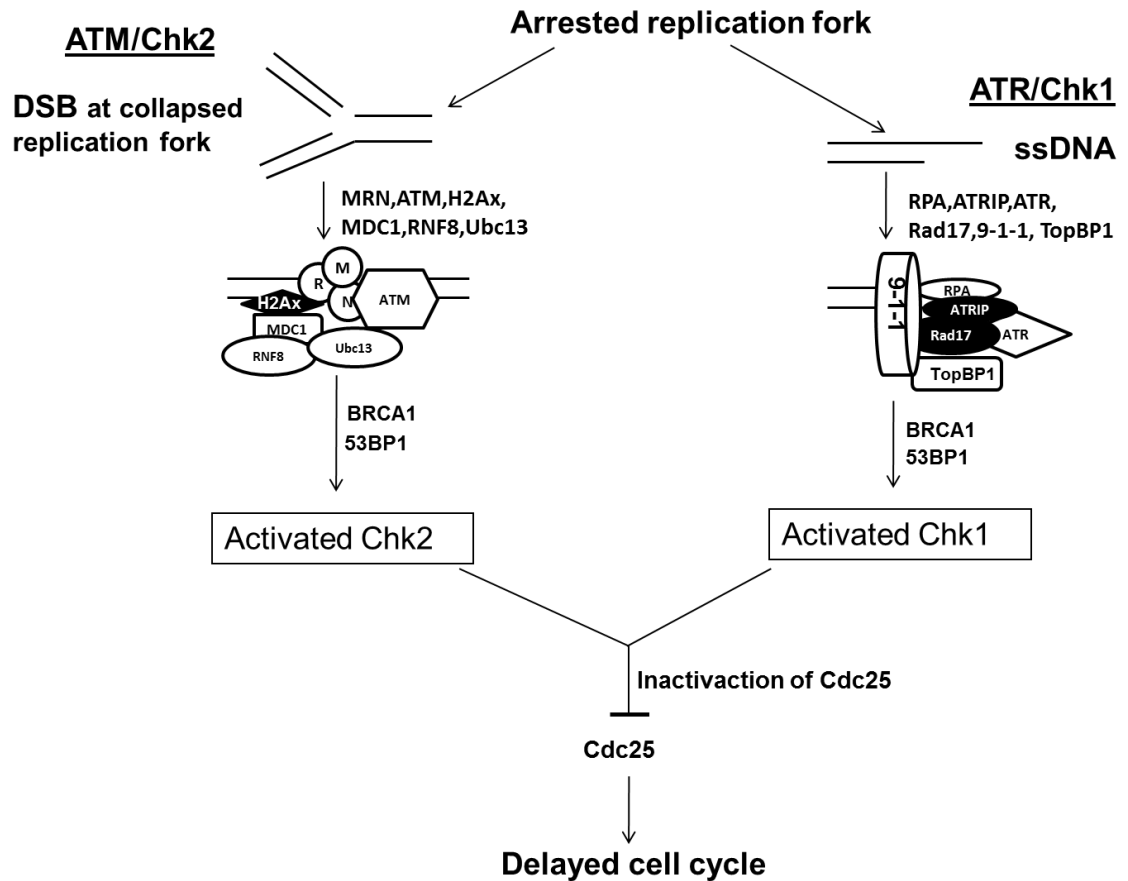 Arrested replication fork
ATM/Chk2
DSB at collapsed
replication fork
ATR/Chk1
ssDNA
MRN,ATM,H2Ax,
MDC1,RNF8,Ubc13
RPA,ATRIP,ATR,
Rad17,9-1-1, TopBP1
M
R
N
ATM
H2Ax
MDC1
RNF8
Ubc13
9-1-1
RPA
ATRIP
Rad17
ATR
TopBP1
BRCA1
53BP1
BRCA1
53BP1
Activated Chk2
Activated Chk1
Inactivaction of Cdc25
Cdc25
Delayed cell cycle